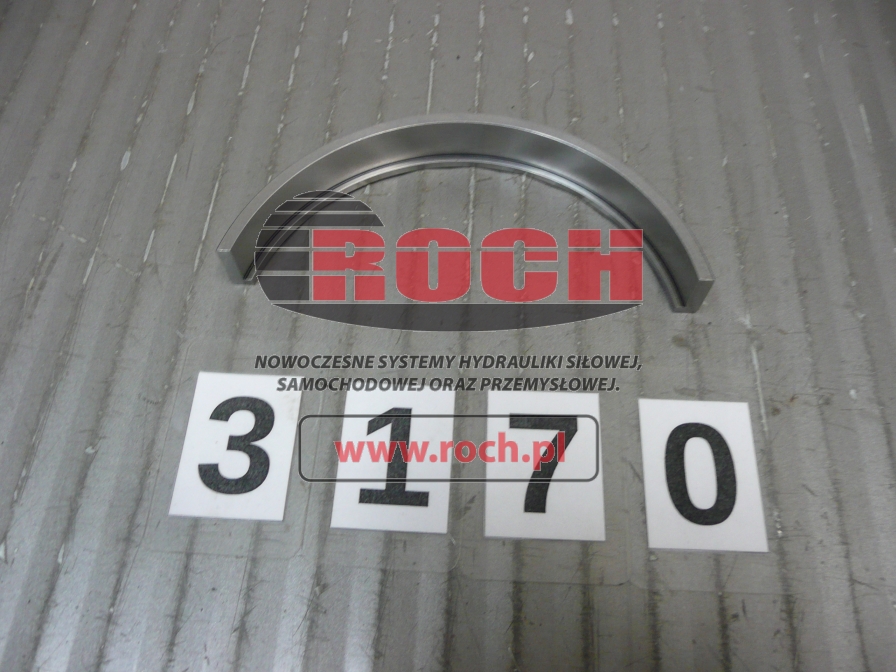 ROCH
NOWOCZESNE SYSTEMY HYDRAULIKI SIŁOWEJ,
SAMOCHODOWEJ ORAZ PRZEMYSŁOWEJ.
www.roch.pl
3170